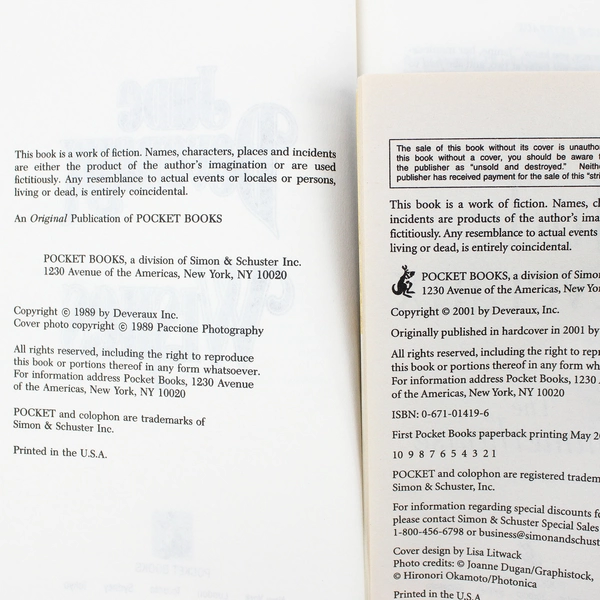 This book is a work of fiction. Names, characters, places and incidents
are either the product of the author's imagination or are used
fictitiously. Any resemblance to actual events or locales or persons,
living or dead, is entirely coincidental.
An Original Publication of POCKET BOOKS
POCKET BOOKS, a division of Simon & Schuster Inc.
1230 Avenue of the Americas, New York, NY 10020
Copyright © 1989 by Deveraux Inc.
Cover photo copyright © 1989 Paccione Photography
All rights reserved, including the right to reproduce
this book or portions thereof in any form whatsoever.
For information address Pocket Books, 1230 Avenue
of the Americas, New York, NY 10020
POCKET and colophon are trademarks of
Simon & Schuster Inc.
Printed in the U.S.A.
The sale of this book without its cover is unautho
this book without a cover, you should be aware
the publisher as "unsold and destroyed." Neithe
publisher has received payment for the sale of this "stri
This book is a work of fiction. Names, ch
incidents are products of the author's ima
fictitiously. Any resemblance to actual events
living or dead, is entirely coincidental.
POCKET BOOKS, a division of Simo
1230 Avenue of the Americas, New Yo
Copyright © 2001 by Deveraux, Inc.
Originally published in hardcover in 2001 by
All rights reserved, including the right to repr
this book or portions thereof in any form wh
For information address Pocket Books, 1230
of the Americas, New York, NY 10020
ISBN: 0-671-01419-6
First Pocket Books paperback printing May 20
10 9 8 7 6 5 4 3 2 1
POCKET and colophon are registered tradem
Simon & Schuster, Inc.
For information regarding special discounts fo
please contact Simon & Schuster Special Sales
1-800-456-6798 or business@simonandschust
Cover design by Lisa Litwack
Photo credits: © Joanne Dugan/Graphistock,
© Hironori Okamoto/Photonica
Printed in the U.S.A